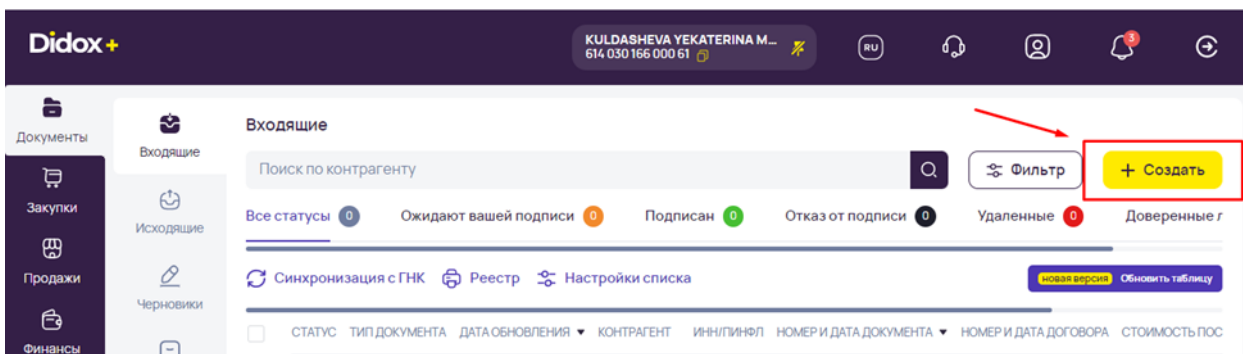 Didox+
KULDASHEVA YEKATERINA M...
614 030 166 000 61
RU
3
Документы
Закупки
Продажи
Финансы
Входящие
Исходящие
Черновики
Входящие
Поиск по контрагенту
Фильтр
+ Создать
Все статусы 0 Ожидают вашей подписи 0 Подписан 0 Отказ от подписи 0 Удаленные 0 Доверенные л
Синхронизация с ГНК Реестр Настройки списка
новая версия Обновить таблицу
СТАТУС ТИП ДОКУМЕНТА ДАТА ОБНОВЛЕНИЯ КОНТРАГЕНТ ИНН/ПИНФЛ НОМЕР И ДАТА ДОКУМЕНТА НОМЕР И ДАТА ДОГОВОРА СТОИМОСТЬ ПОС